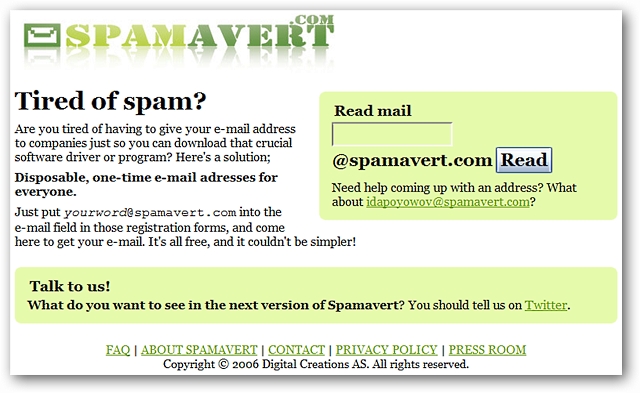 SPAMAVERT.COM
Tired of spam?
Are you tired of having to give your e-mail address
to companies just so you can download that crucial
software driver or program? Here's a solution;
Disposable, one-time e-mail adresses for
everyone.
Just put yourword@spamavert.com into the
e-mail field in those registration forms, and come
here to get your e-mail. It's all free, and it couldn't be simpler!
Read mail
@spamavert.com Read
Need help coming up with an address? What
about idapoyowov@spamavert.com?
Talk to us!
What do you want to see in the next version of Spamavert? You should tell us on Twitter.
FAQ | ABOUT SPAMAVERT | CONTACT | PRIVACY POLICY | PRESS ROOM
Copyright © 2006 Digital Creations AS. All rights reserved.